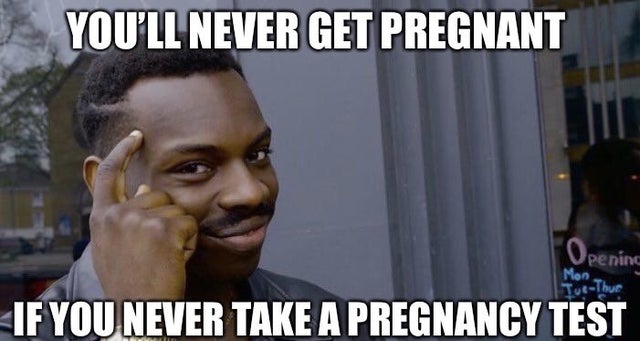 YOU'LL NEVER GET PREGNANT
Opening
Mon
Tue-Thur
IF YOU NEVER TAKE A PREGNANCY TEST